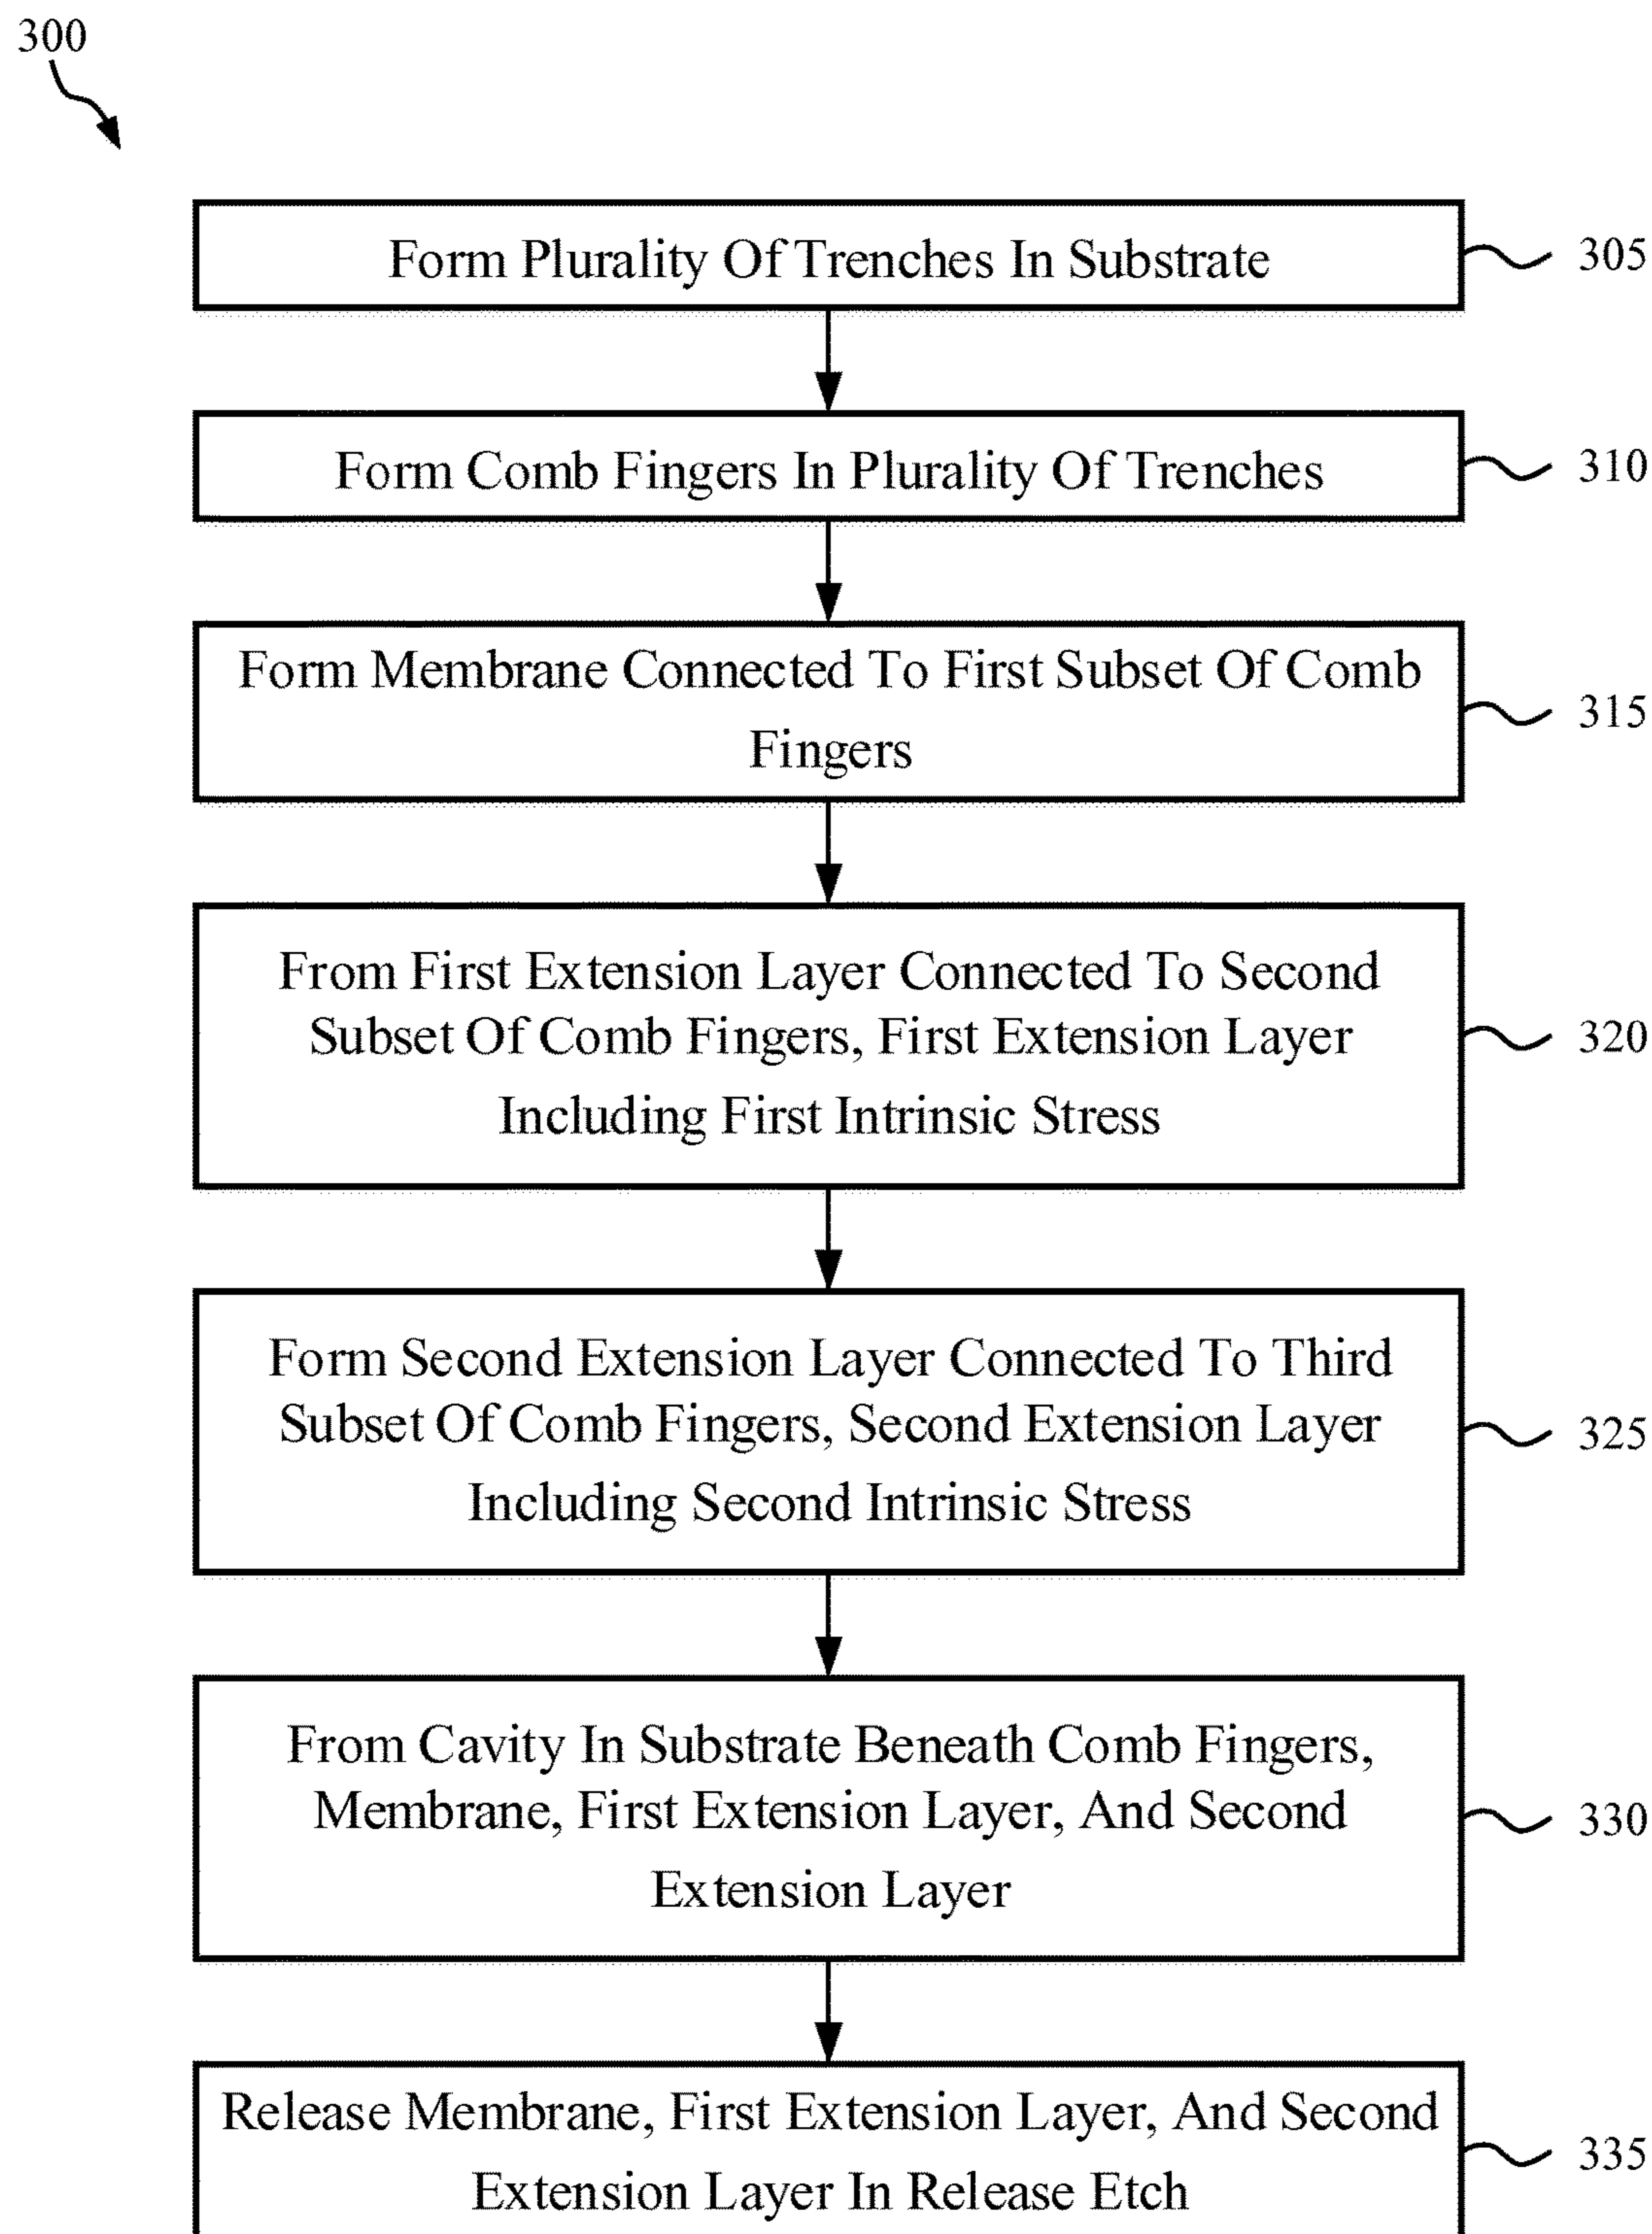 300
Form Plurality Of Trenches In Substrate
305
Form Comb Fingers In Plurality Of Trenches
310
Form Membrane Connected To First Subset Of Comb
Fingers
315
From First Extension Layer Connected To Second
Subset Of Comb Fingers, First Extension Layer
Including First Intrinsic Stress
320
Form Second Extension Layer Connected To Third
Subset Of Comb Fingers, Second Extension Layer
Including Second Intrinsic Stress
325
From Cavity In Substrate Beneath Comb Fingers,
Membrane, First Extension Layer, And Second
Extension Layer
330
Release Membrane, First Extension Layer, And Second
Extension Layer In Release Etch
335